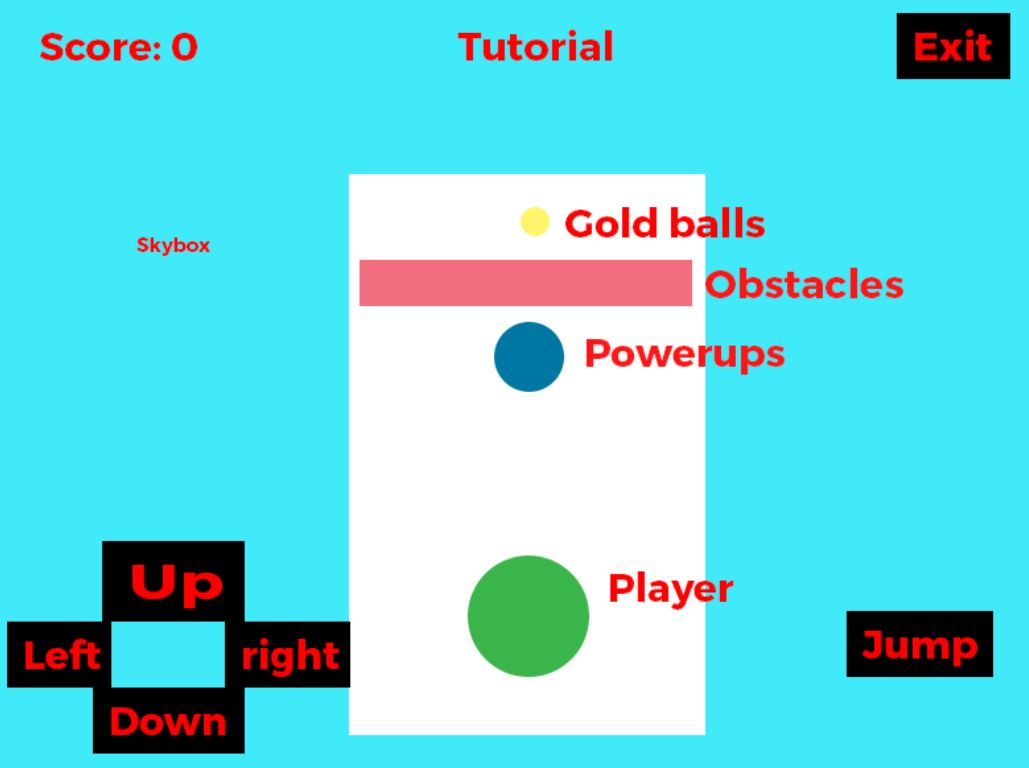 Score: 0
Tutorial
Exit
Gold balls
Skybox
Obstacles
Powerups
Up
Player
Left
right
Jump
Down